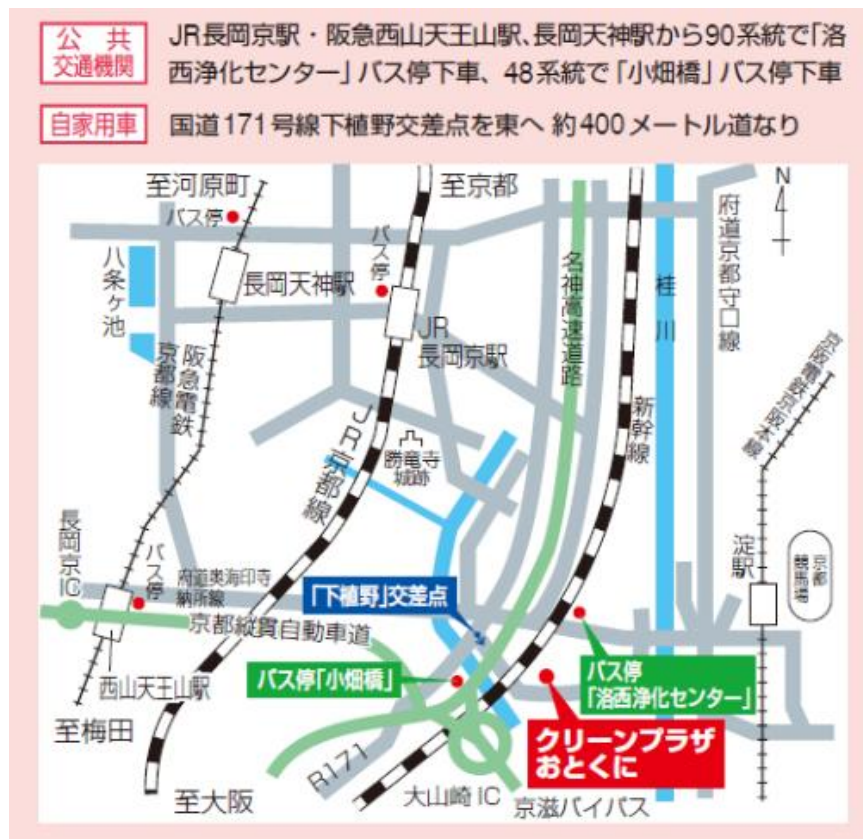 公共
交通機関
JR長岡京駅・阪急西山天王山駅、長岡天神駅から90系統で「洛
西浄化センター」バス停下車、48系統で「小畑橋」バス停下車
自家用車
国道171号線下植野交差点を東へ 約400メートル道なり
至河原町
バス停
至京都
N
八条ヶ池
長岡天神駅
バス停
JR
長岡京駅
名神高速道路
桂川
府道京都守口線
阪急電鉄
京都線
新幹線
京阪電鉄京阪本線
JR京都線
勝竜寺
城跡
長岡京IC
バス停
府道奥海印寺
納所線
京都縦貫自動車道
「下植野」交差点
淀駅
京都
競馬場
バス停「小畑橋」
バス停
「洛西浄化センター」
西山天王山駅
至梅田
クリーンプラザ
おとくに
至大阪
R171
大山崎IC
京滋バイパス